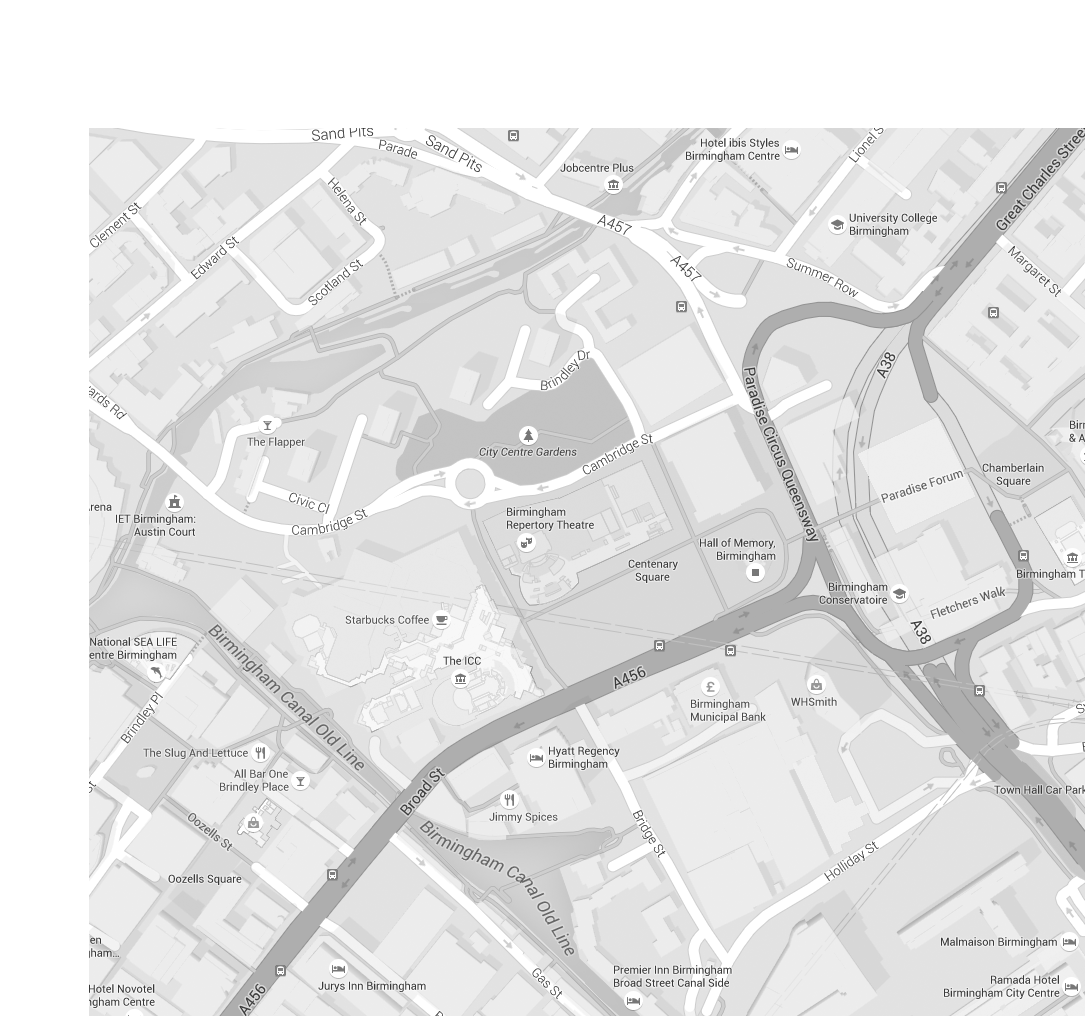 Sand Pits
Parade
Sand Pits
Hotel ibis Styles
Birmingham Centre
Jobcentre Plus
Great Charles Street
University College
Birmingham
Helena St
Clement St
A457
Edward St
Scotland St
A457
Summer Row
Margaret St
A38
Brindley Dr
Paradise Circus Queensway
The Flapper
City Centre Gardens
Cambridge St
Chamberlain
Square
Paradise Forum
Civic Cl
IET Birmingham:
Austin Court
Cambridge St
Birmingham
Repertory Theatre
Hall of Memory,
Birmingham
Centenary
Square
Birmingham
Conservatoire
Fletchers Walk
Starbucks Coffee
National SEA LIFE
Birmingham
A38
The ICC
A456
Birmingham Canal Old Line
Birmingham
Municipal Bank
WHSmith
Brindley Pl
The Slug And Lettuce
Hyatt Regency
Birmingham
All Bar One
Brindley Place
Broad St
Town Hall Car Park
Jimmy Spices
Oozells St
Bridge St
Birmingham Canal Old Line
Holliday St
Oozells Square
Malmaison Birmingham
Gas St
Jurys Inn Birmingham
Premier Inn Birmingham
Broad Street Canal Side
Ramada Hotel
Birmingham City Centre
Hotel Novotel
Centre
A456